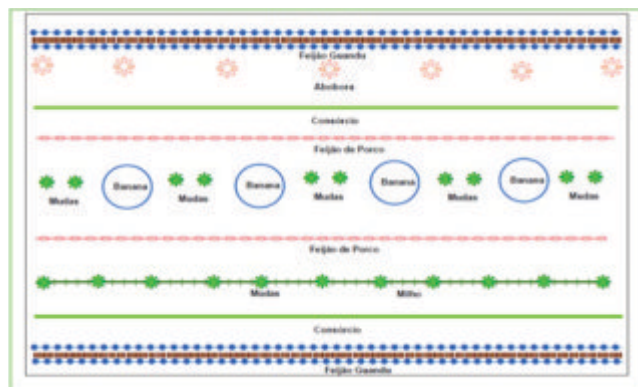 Feijão Guandu
Abobora
Consórcio
Feijão de Porco
Banana Banana Banana Banana
Mudas Mudas Mudas Mudas Mudas
Feijão de Porco
Mudas Milho
Consórcio
Feijão Guandu